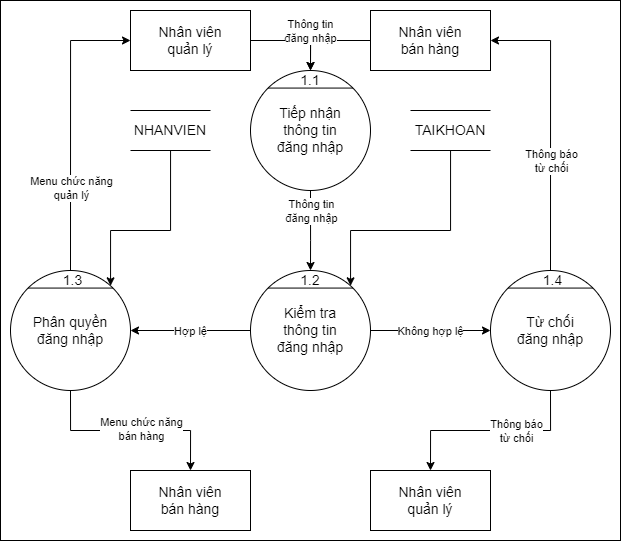 Nhân viên
quản lý
Thông tin
đăng nhập
Nhân viên
bán hàng
1.1
Tiếp nhận
thông tin
đăng nhập
NHANVIEN
TAIKHOAN
Menu chức năng
quản lý
Thông báo
từ chối
Thông tin
đăng nhập
1.3
Phân quyền
đăng nhập
Hợp lệ
1.2
Kiểm tra
thông tin
đăng nhập
Không hợp lệ
1.4
Từ chối
đăng nhập
Menu chức năng
bán hàng
Thông báo
từ chối
Nhân viên
bán hàng
Nhân viên
quản lý